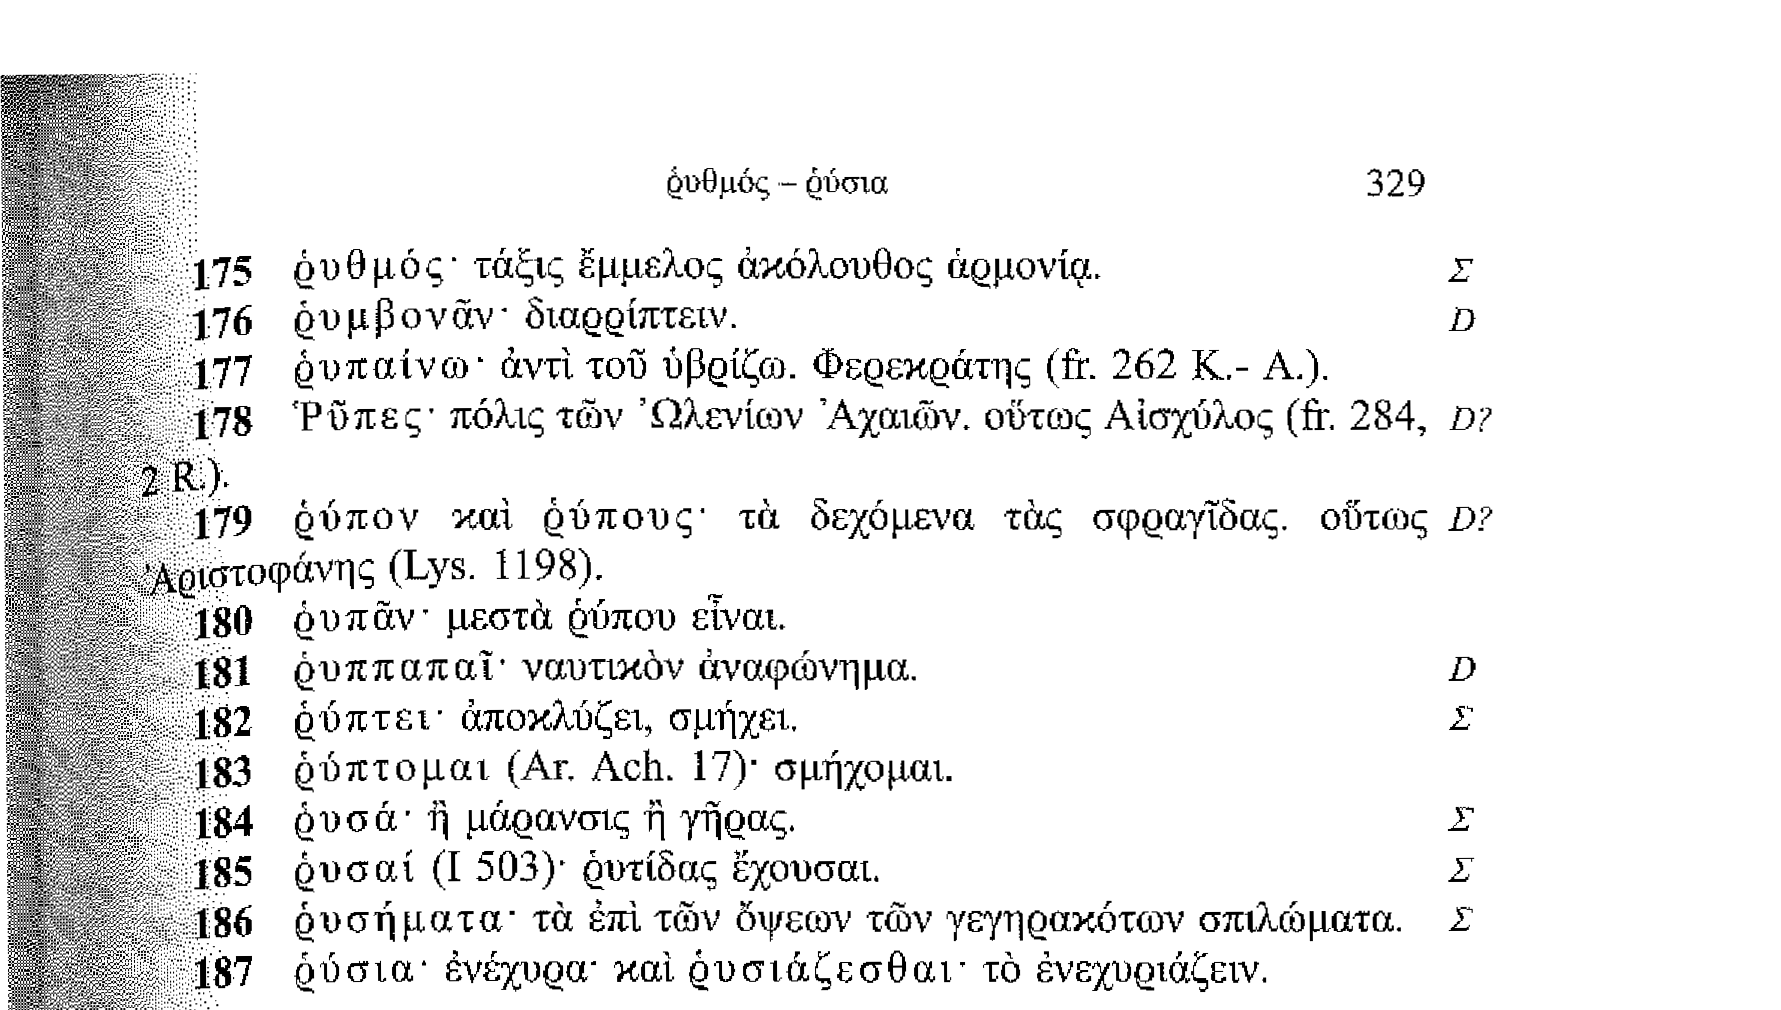 ῥυθμός – ῥύσια 329
175 ῥυθμός· τάξις ἔμμελος ἀκόλουθος ἁρμονίᾳ. Σ
176 ῥυμβονᾶν· διαρρίπτειν. D
177 ῥυπαίνω· ἀντὶ τοῦ ὑβρίζω. Φερεκράτης (fr. 262 K.- A.).
178 Ῥῦπες· πόλις τῶν Ὠλενίων Ἀχαιῶν. οὕτως Αἰσχύλος (fr. 284, D?
2 R.).
179 ῥύπον καὶ ῥύπους· τὰ δεχόμενα τὰς σφραγῖδας. οὕτως D?
Ἀριστοφάνης (Lys. 1198).
180 ῥυπᾶν· μεστὰ ῥύπου εἶναι.
181 ῥυππαπαῖ· ναυτικὸν ἀναφώνημα. D
182 ῥύπτει· ἀποκλύζει, σμήχει. Σ
183 ῥύπτομαι (Ar. Ach. 17)· σμήχομαι.
184 ῥυσά· ἢ μάρανσις ἢ γῆρας. Σ
185 ῥυσαί (I 503)· ῥυτίδας ἔχουσαι. Σ
186 ῥυσήματα· τὰ ἐπὶ τῶν ὄψεων τῶν γεγηρακότων σπιλώματα. Σ
187 ῥύσια· ἐνέχυρα· καὶ ῥυσιάζεσθαι· τὸ ἐνεχυριάζειν.